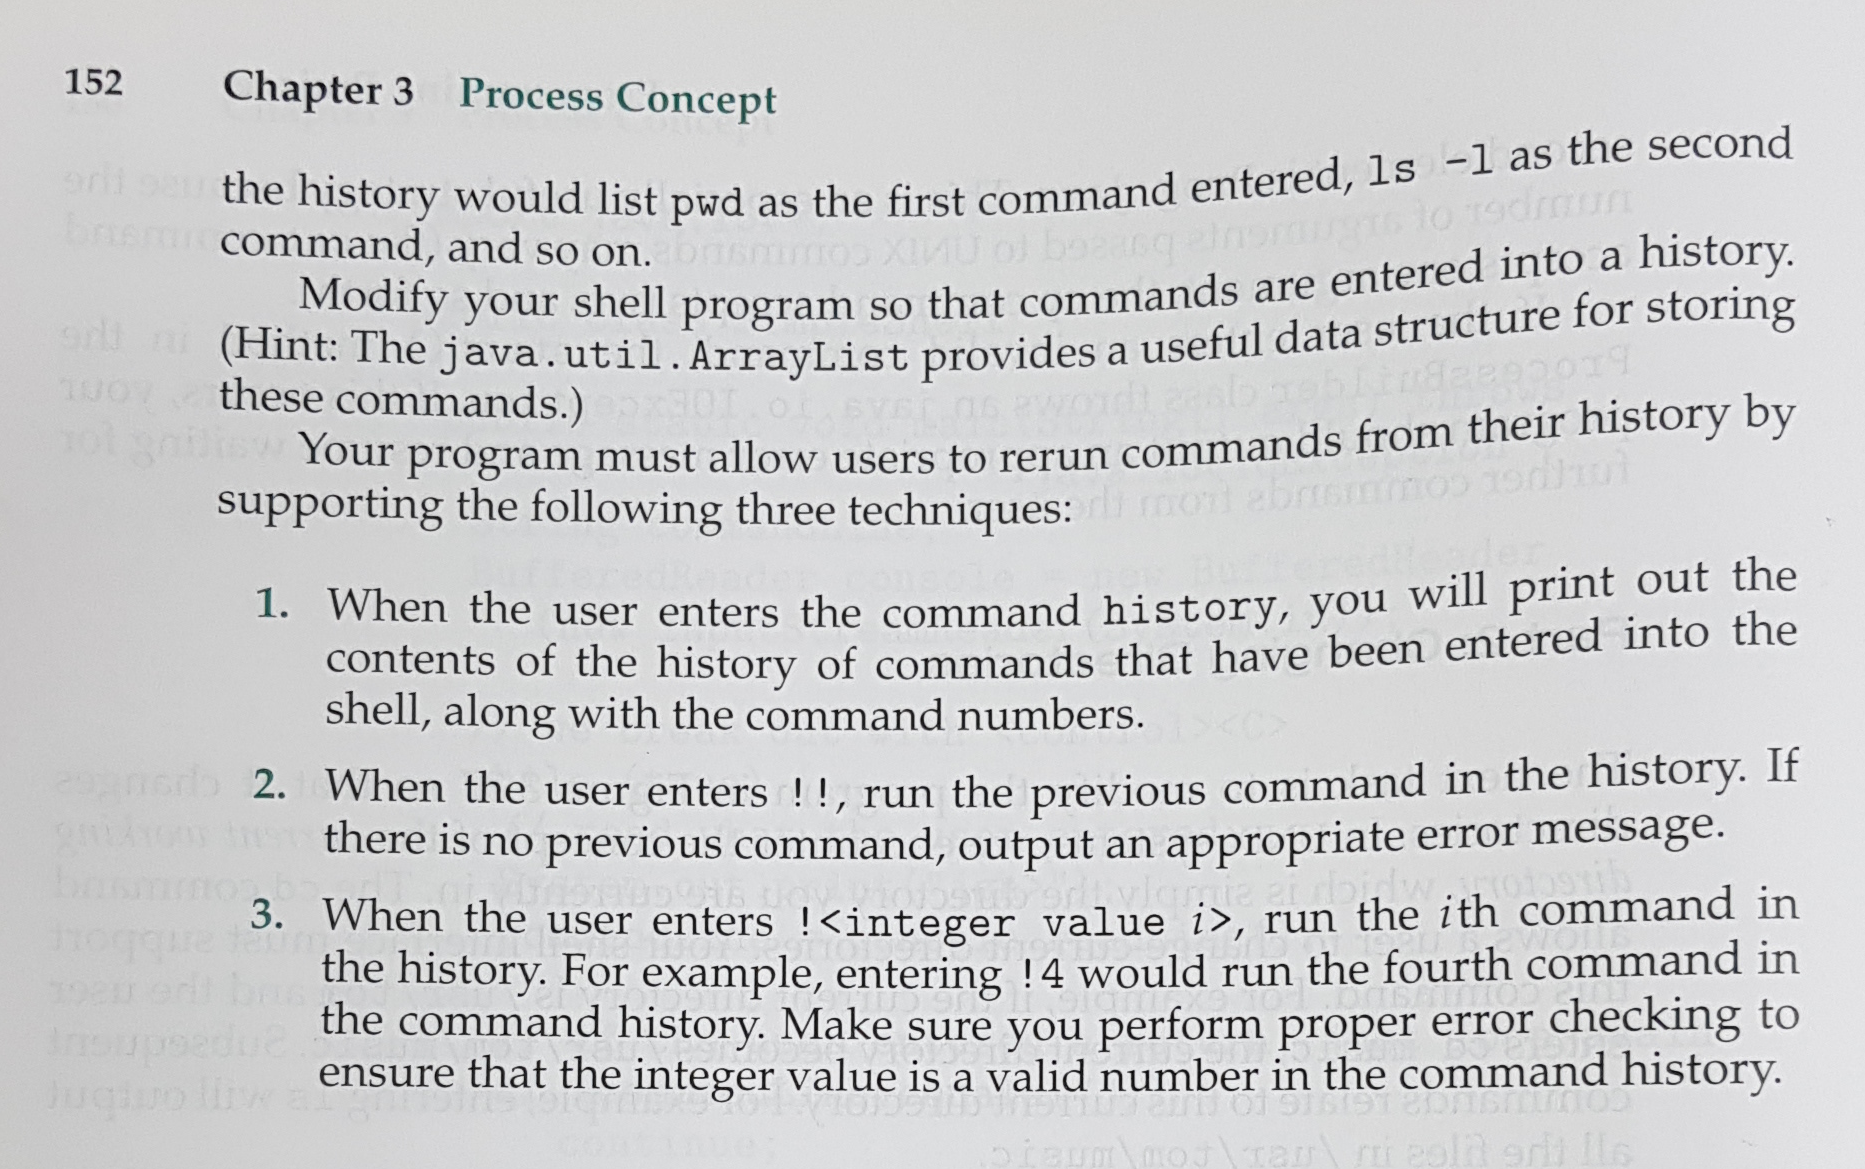 152 Chapter 3 Process Concept
the history would list pwd as the first command entered, ls -l as the second
command, and so on.
Modify your shell program so that commands are entered into a history.
(Hint: The java.util.ArrayList provides a useful data structure for storing
these commands.)
Your program must allow users to rerun commands from their history by
supporting the following three techniques:
1. When the user enters the command history, you will print out the
contents of the history of commands that have been entered into the
shell, along with the command numbers.
2. When the user enters !!, run the previous command in the history. If
there is no previous command, output an appropriate error message.
3. When the user enters !<integer value i>, run the ith command in
the history. For example, entering !4 would run the fourth command in
the command history. Make sure you perform proper error checking to
ensure that the integer value is a valid number in the command history.